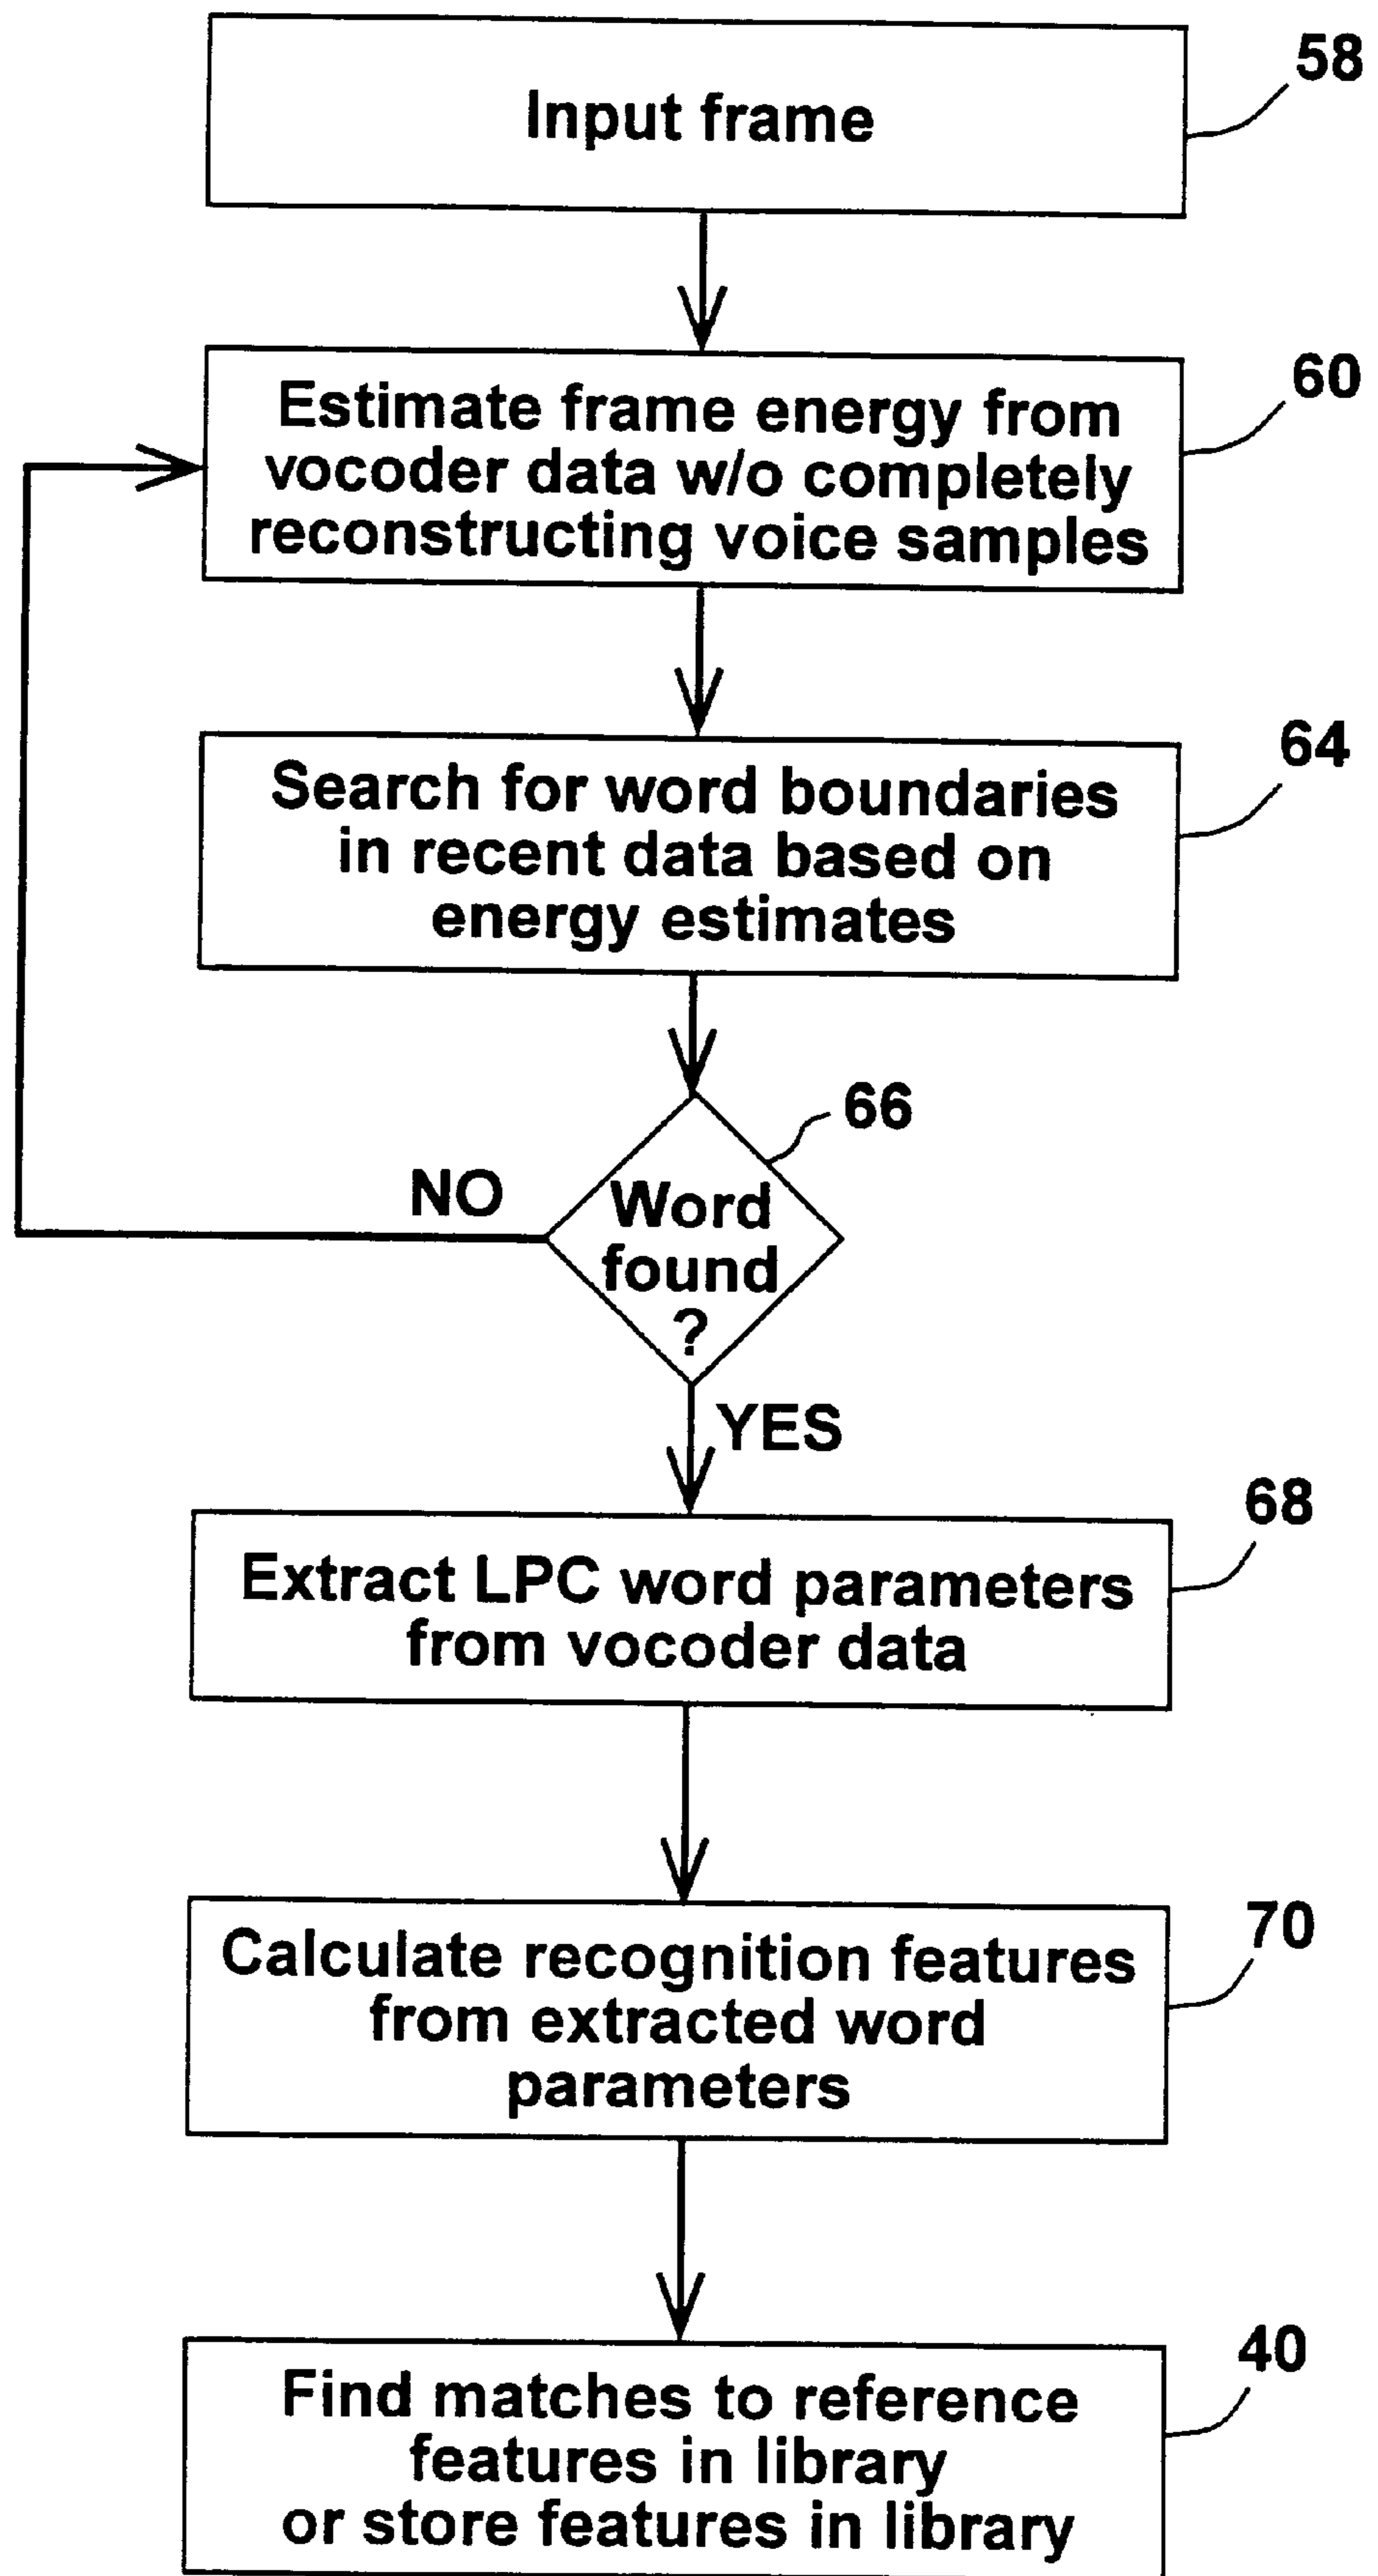 58
Input frame
60
Estimate frame energy from
vocoder data w/o completely
reconstructing voice samples
64
Search for word boundaries
in recent data based on
energy estimates
66
NO
Word
found
?
YES
68
Extract LPC word parameters
from vocoder data
70
Calculate recognition features
from extracted word
parameters
40
Find matches to reference
features in library
or store features in library